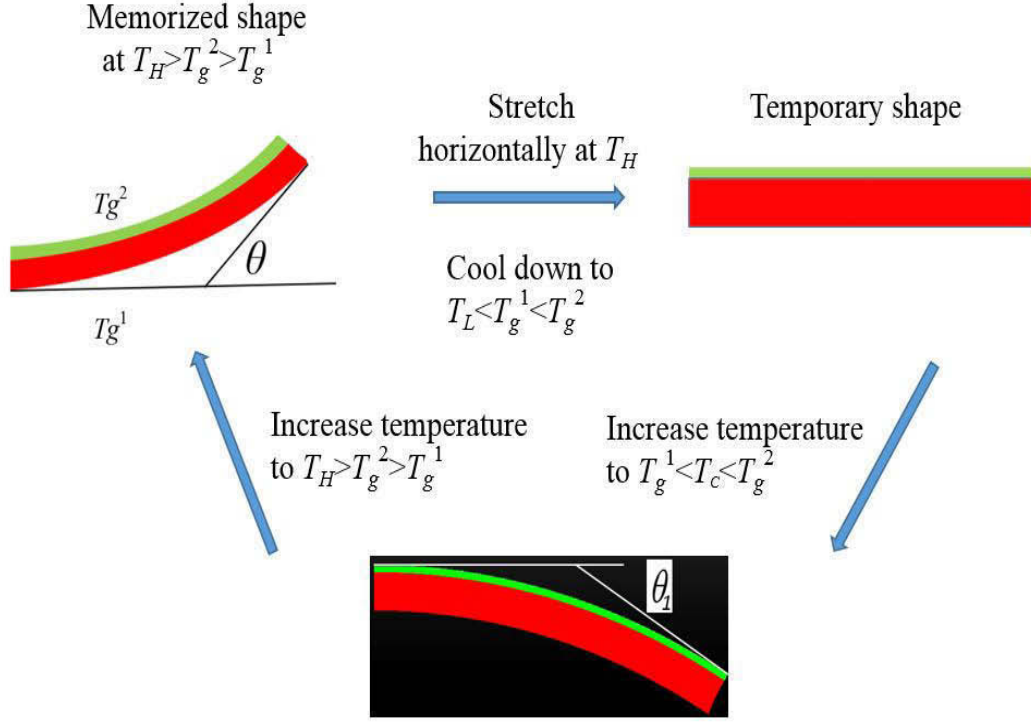 Memorized shape
at T_H>T_g^2>T_g^1
Stretch
horizontally at T_H
Temporary shape
Tg^2
θ
Cool down to
T_L<T_g^1<T_g^2
Tg^1
Increase temperature
to T_H>T_g^2>T_g^1
Increase temperature
to T_g^1<T_c<T_g^2
θ_1